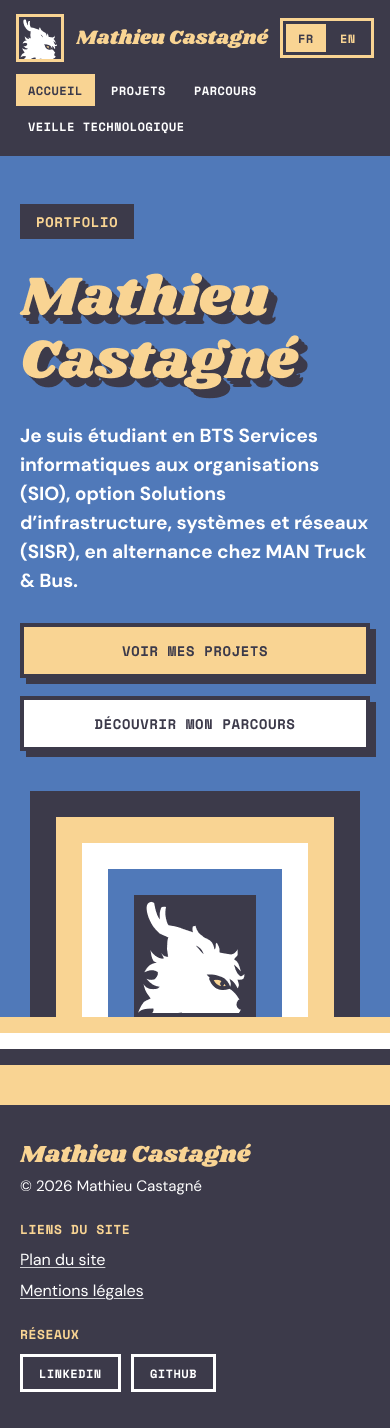 Mathieu Castagné
FR EN
ACCUEIL PROJETS PARCOURS
VEILLE TECHNOLOGIQUE
PORTFOLIO
Mathieu
Castagné
Je suis étudiant en BTS Services
informatiques aux organisations
(SIO), option Solutions
d’infrastructure, systèmes et réseaux
(SISR), en alternance chez MAN Truck
& Bus.
VOIR MES PROJETS
DÉCOUVRIR MON PARCOURS
Mathieu Castagné
© 2026 Mathieu Castagné
LIENS DU SITE
Plan du site
Mentions légales
RÉSEAUX
LINKEDIN GITHUB